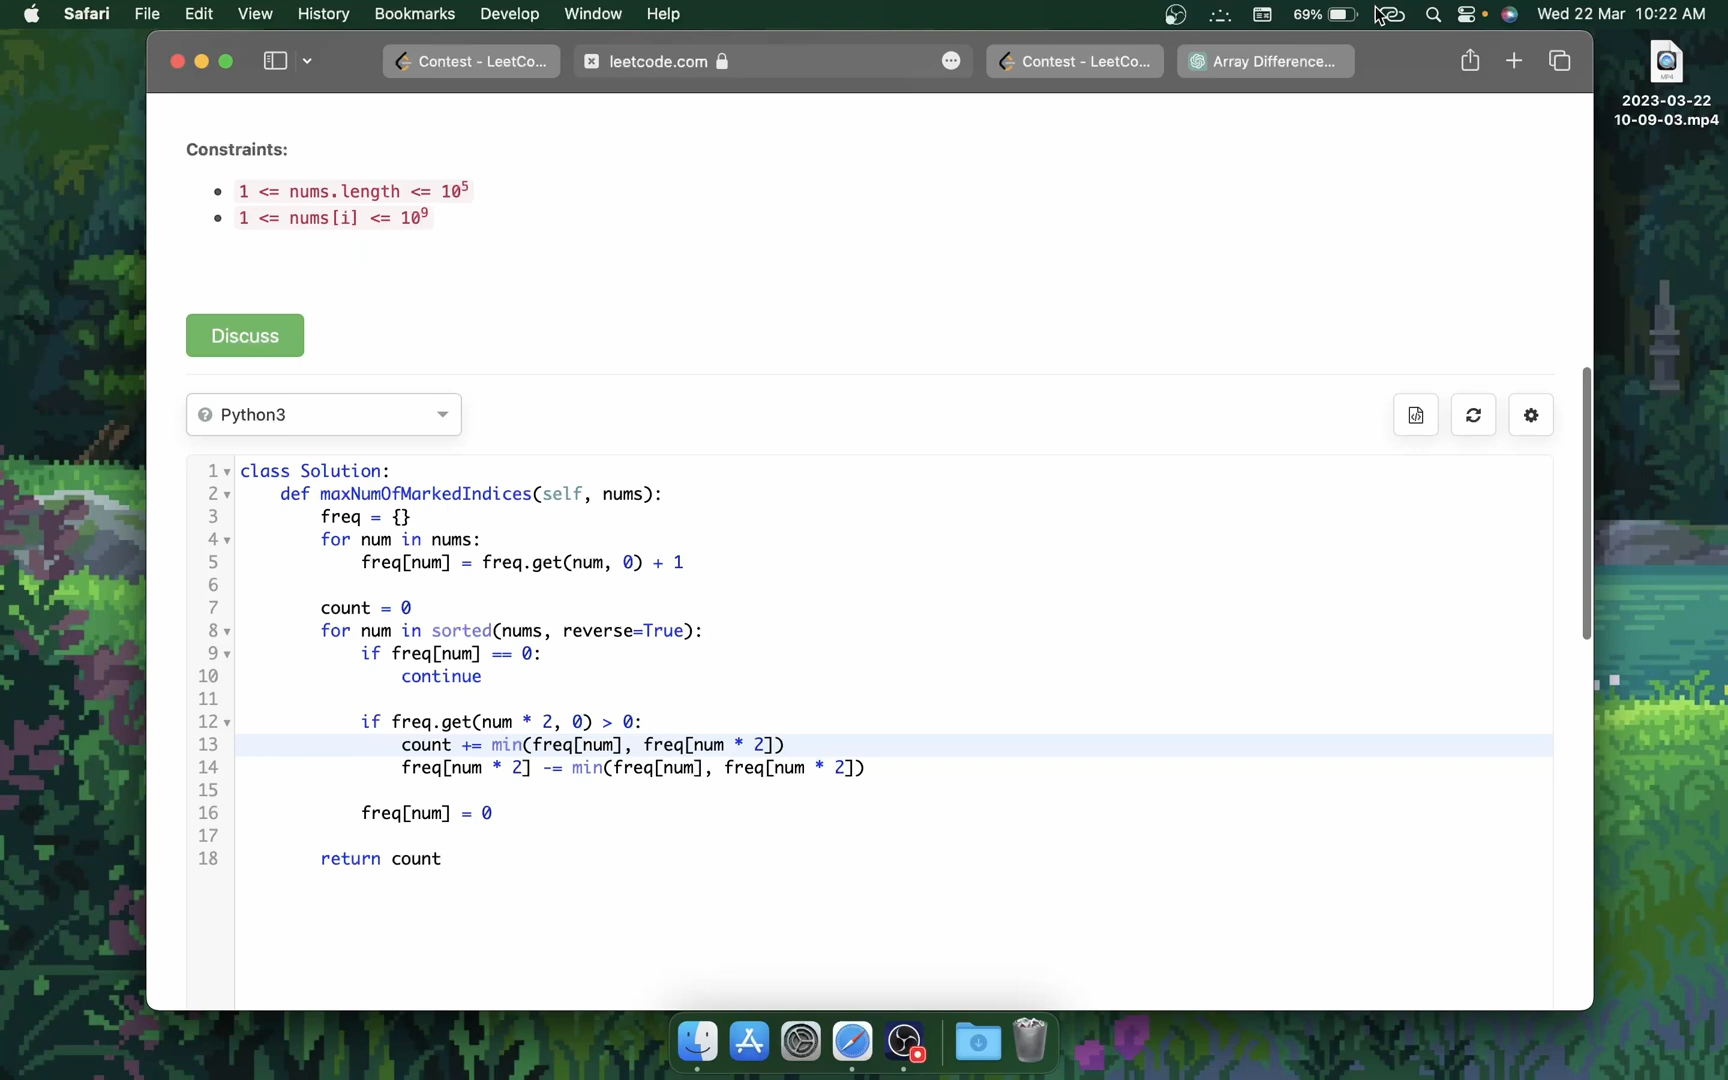 Safari File Edit View History Bookmarks Develop Window Help 69% Wed 22 Mar 10:22 AM
Contest - LeetCo... leetcode.com Contest - LeetCo... Array Difference...
MP4
2023-03-22
10-09-03.mp4
Constraints:
• 1 <= nums.length <= 10⁵
• 1 <= nums[i] <= 10⁹
Discuss
Python3
1 class Solution:
2     def maxNumOfMarkedIndices(self, nums):
3         freq = {}
4         for num in nums:
5             freq[num] = freq.get(num, 0) + 1
6
7         count = 0
8         for num in sorted(nums, reverse=True):
9             if freq[num] == 0:
10                 continue
11
12             if freq.get(num * 2, 0) > 0:
13                 count += min(freq[num], freq[num * 2])
14                 freq[num * 2] -= min(freq[num], freq[num * 2])
15
16             freq[num] = 0
17
18         return count